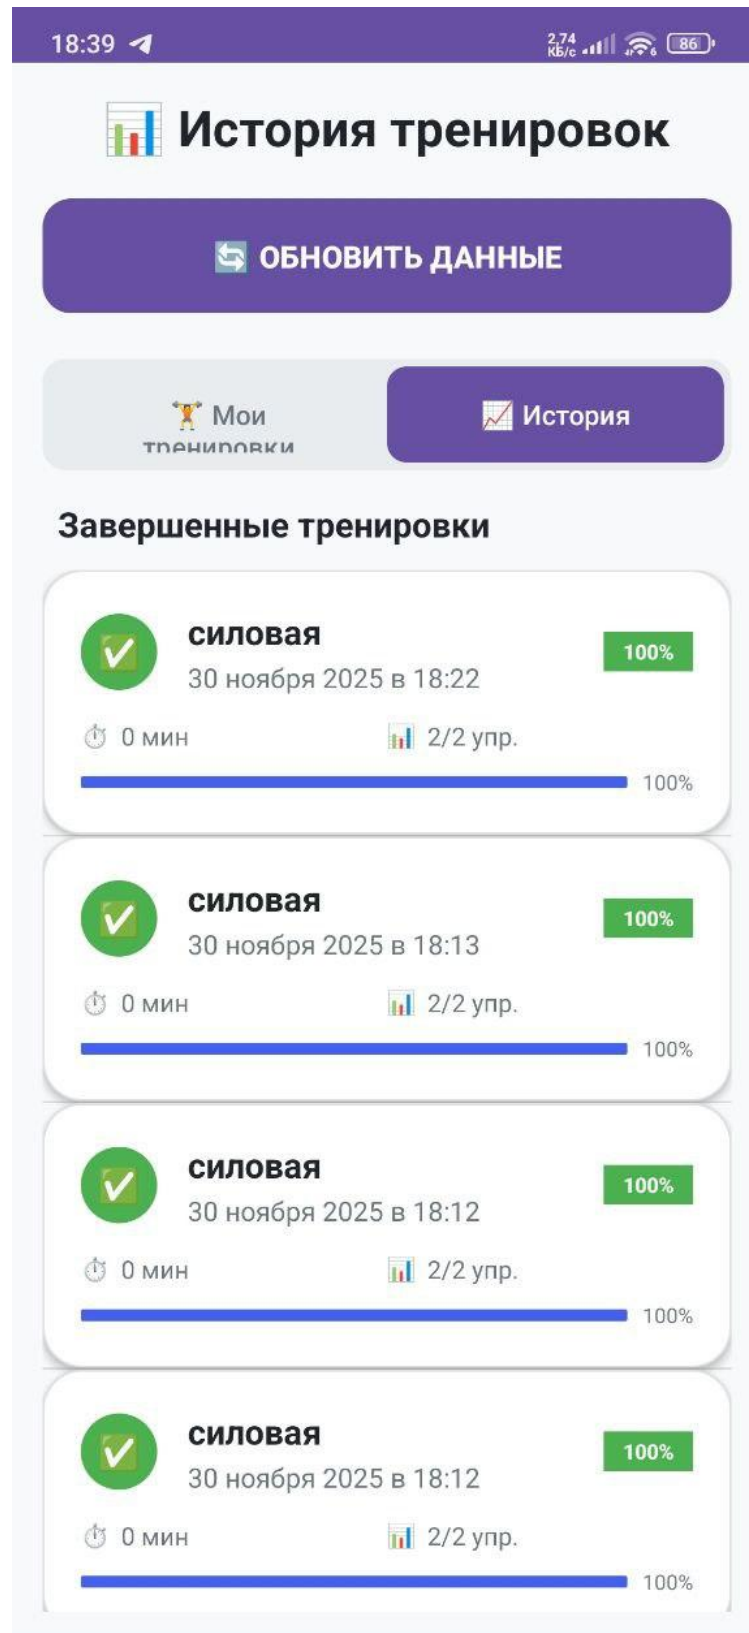 18:39
2,74
КБ/с
6
86
История тренировок
ОБНОВИТЬ ДАННЫЕ
Мои
тренировки
История
Завершенные тренировки
силовая
30 ноября 2025 в 18:22
100%
0 мин
2/2 упр.
100%
силовая
30 ноября 2025 в 18:13
100%
0 мин
2/2 упр.
100%
силовая
30 ноября 2025 в 18:12
100%
0 мин
2/2 упр.
100%
силовая
30 ноября 2025 в 18:12
100%
0 мин
2/2 упр.
100%